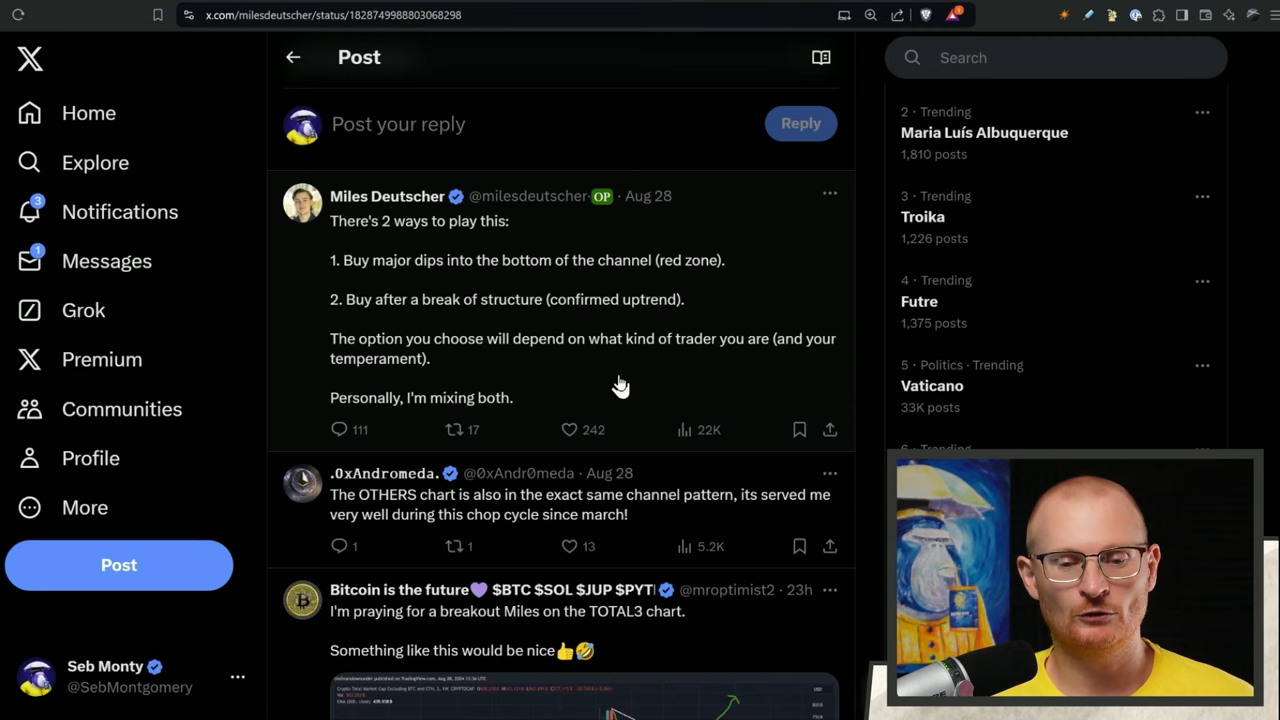 x.com/milesdeutscher/status/1828749988803068298
1
Post
Search
Home
Explore
3
Notifications
1
Messages
Grok
Premium
Communities
Profile
More
Post
Seb Monty
@SebMontgomery
Post your reply
Reply
Miles Deutscher @milesdeutscher OP · Aug 28
There's 2 ways to play this:
1. Buy major dips into the bottom of the channel (red zone).
2. Buy after a break of structure (confirmed uptrend).
The option you choose will depend on what kind of trader you are (and your
temperament).
Personally, I'm mixing both.
111 17 242 22K
.0xAndromeda. @0xAndr0meda · Aug 28
The OTHERS chart is also in the exact same channel pattern, its served me
very well during this chop cycle since march!
1 1 13 5.2K
Bitcoin is the future💜 $BTC $SOL $JUP $PYT @mroptimist2 · 23h
I'm praying for a breakout Miles on the TOTAL3 chart.
Something like this would be nice👍🤣
2 · Trending
Maria Luís Albuquerque
1,810 posts
3 · Trending
Troika
1,226 posts
4 · Trending
Futre
1,375 posts
5 · Politics · Trending
Vaticano
33K posts